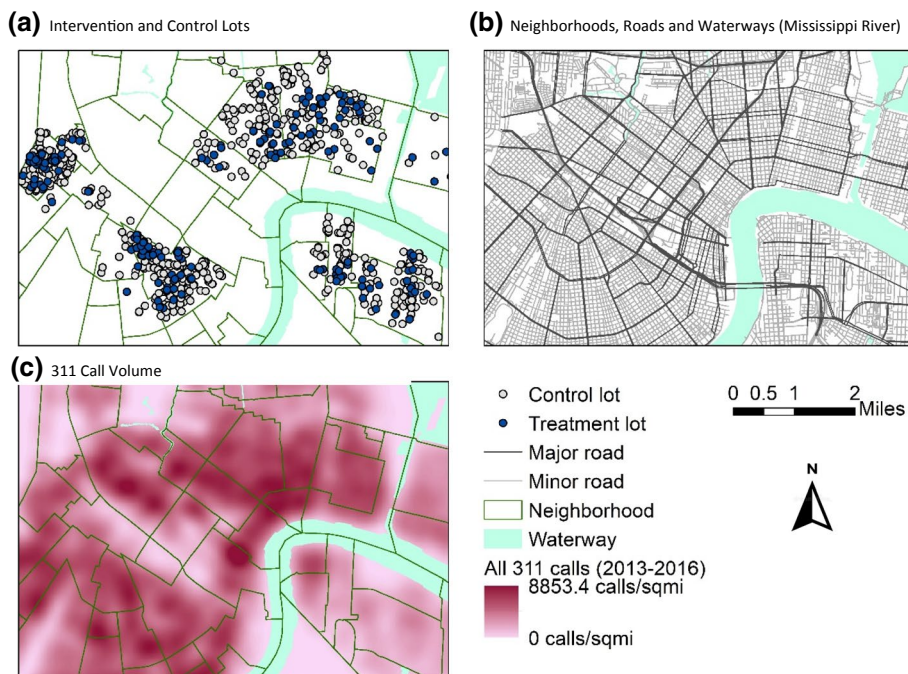 (a) Intervention and Control Lots
(b) Neighborhoods, Roads and Waterways (Mississippi River)
(c) 311 Call Volume
Control lot
Treatment lot
Major road
Minor road
Neighborhood
Waterway
All 311 calls (2013-2016)
8853.4 calls/sqmi
0 calls/sqmi
0 0.5 1 2
Miles
N